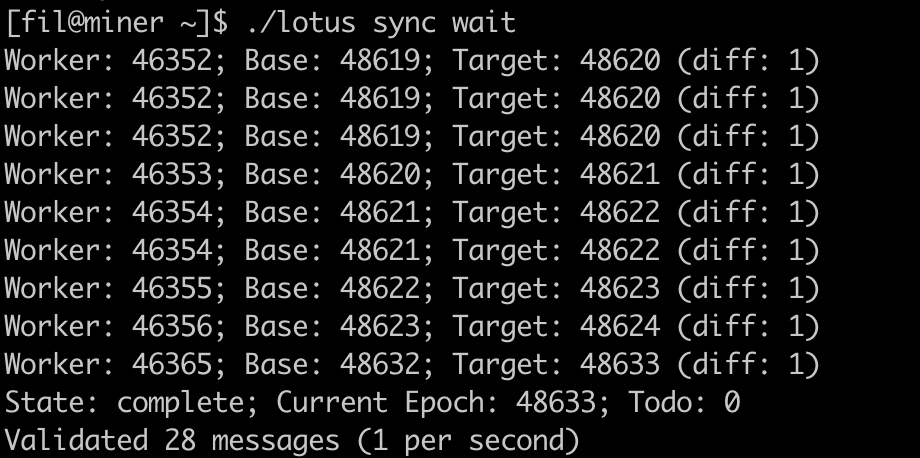 [fil@miner ~]$ ./lotus sync wait
Worker: 46352; Base: 48619; Target: 48620 (diff: 1)
Worker: 46352; Base: 48619; Target: 48620 (diff: 1)
Worker: 46352; Base: 48619; Target: 48620 (diff: 1)
Worker: 46353; Base: 48620; Target: 48621 (diff: 1)
Worker: 46354; Base: 48621; Target: 48622 (diff: 1)
Worker: 46354; Base: 48621; Target: 48622 (diff: 1)
Worker: 46355; Base: 48622; Target: 48623 (diff: 1)
Worker: 46356; Base: 48623; Target: 48624 (diff: 1)
Worker: 46365; Base: 48632; Target: 48633 (diff: 1)
State: complete; Current Epoch: 48633; Todo: 0
Validated 28 messages (1 per second)